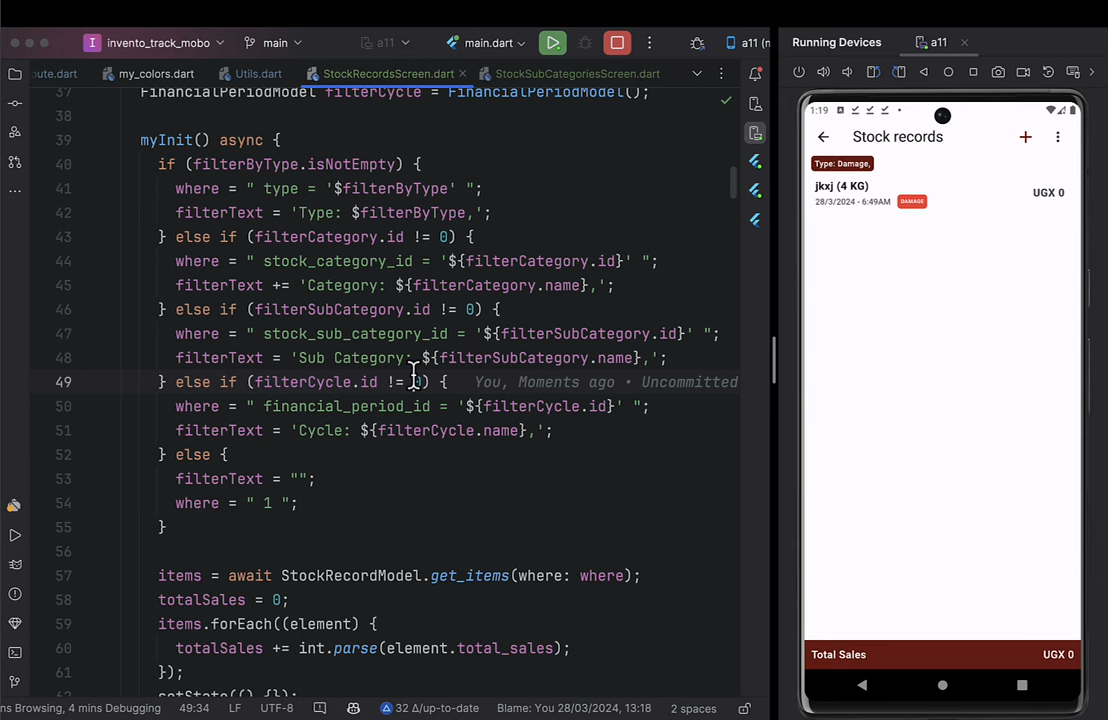 invento_track_mobo
main
a11
main.dart
a11 (m
oute.dart
my_colors.dart
Utils.dart
StockRecordsScreen.dart
StockSubCategoriesScreen.dart
37 FinancialPeriodModel filterCycle = FinancialPeriodModel();
38
39 myInit() async {
40 if (filterByType.isNotEmpty) {
41 where = " type = '$filterByType' ";
42 filterText = 'Type: $filterByType,';
43 } else if (filterCategory.id != 0) {
44 where = " stock_category_id = '${filterCategory.id}' ";
45 filterText += 'Category: ${filterCategory.name},';
46 } else if (filterSubCategory.id != 0) {
47 where = " stock_sub_category_id = '${filterSubCategory.id}' ";
48 filterText = 'Sub Category: ${filterSubCategory.name},';
49 } else if (filterCycle.id != 0) { You, Moments ago • Uncommitted
50 where = " financial_period_id = '${filterCycle.id}' ";
51 filterText = 'Cycle: ${filterCycle.name},';
52 } else {
53 filterText = "";
54 where = " 1 ";
55 }
56
57 items = await StockRecordModel.get_items(where: where);
58 totalSales = 0;
59 items.forEach((element) {
60 totalSales += int.parse(element.total_sales);
61 });
62 setState(() {});
ns Browsing, 4 mins Debugging
49:34
LF
UTF-8
32 Δ/up-to-date
Blame: You 28/03/2024, 13:18
2 spaces
Running Devices
a11
1:19
Stock records
Type: Damage,
jkxj (4 KG)
28/3/2024 - 6:49AM
DAMAGE
UGX 0
Total Sales
UGX 0